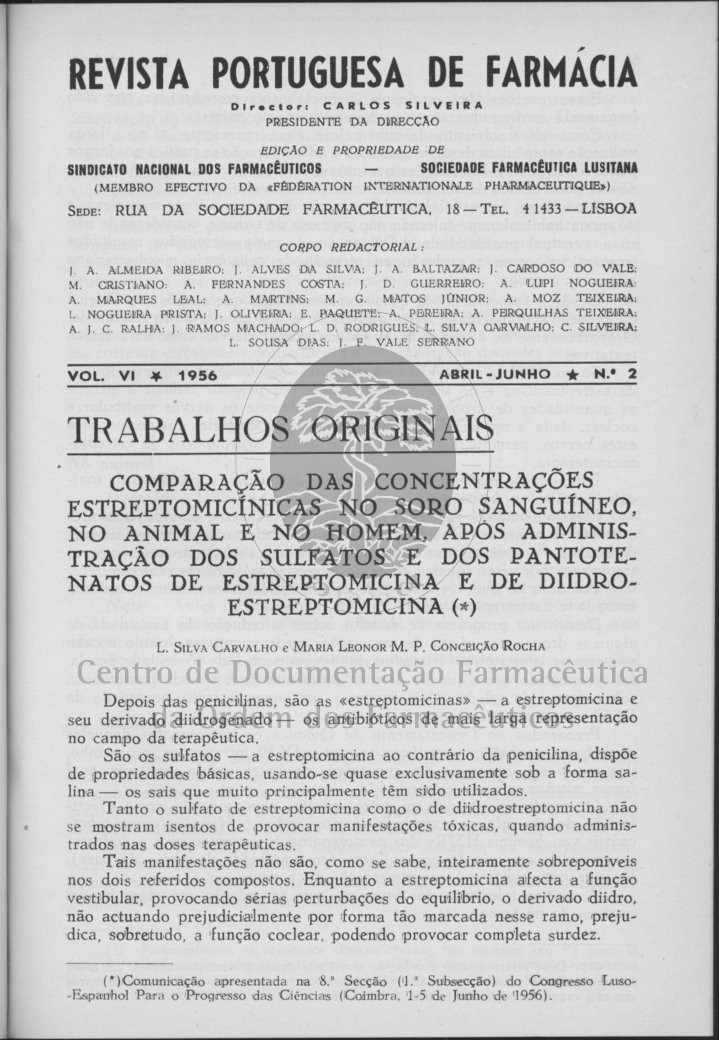 REVISTA PORTUGUESA DE FARMÁCIA
Director: CARLOS SILVEIRA
PRESIDENTE DA DIRECÇÃO
EDIÇÃO E PROPRIEDADE DE
SINDICATO NACIONAL DOS FARMACÊUTICOS — SOCIEDADE FARMACÊUTICA LUSITANA
(MEMBRO EFECTIVO DA «FÉDÉRATION INTERNATIONALE PHARMACEUTIQUE»)
SEDE: RUA DA SOCIEDADE FARMACÊUTICA, 18 — TEL. 4 1433 — LISBOA
CORPO REDACTORIAL:
J. A. ALMEIDA RIBEIRO; J. ALVES DA SILVA; J. A. BALTAZAR; J. CARDOSO DO VALE;
M. CRISTIANO; A. FERNANDES COSTA; J. D. GUERREIRO; A. LUPI NOGUEIRA;
A. MARQUES LEAL; A. MARTINS; M. G. MATOS JÚNIOR; A. MOZ TEIXEIRA;
L. NOGUEIRA PRISTA; J. OLIVEIRA; E. PAQUETE; A. PEREIRA; A. PERQUILHAS TEIXEIRA;
A. J. C. RALHA; J. RAMOS MACHADO; L. D. RODRIGUES; L. SILVA CARVALHO; C. SILVEIRA;
L. SOUSA DIAS; J. F. VALE SERRANO
VOL. VI ★ 1956 ABRIL-JUNHO ★ N.º 2
TRABALHOS ORIGINAIS
COMPARAÇÃO DAS CONCENTRAÇÕES
ESTREPTOMICÍNICAS NO SORO SANGUÍNEO,
NO ANIMAL E NO HOMEM, APÓS ADMINIS-
TRAÇÃO DOS SULFATOS E DOS PANTOTE-
NATOS DE ESTREPTOMICINA E DE DIIDRO-
ESTREPTOMICINA (*)
L. SILVA CARVALHO e MARIA LEONOR M. P. CONCEIÇÃO ROCHA
Centro de Documentação Farmacêutica
da Ordem dos Farmacêuticos
Depois das penicilinas, são as «estreptomicinas» — a estreptomicina e
seu derivado diidrogenado — os antibióticos de mais larga representação
no campo da terapêutica.
São os sulfatos — a estreptomicina ao contrário da penicilina, dispõe
de propriedades básicas, usando-se quase exclusivamente sob a forma sa-
lina — os sais que muito principalmente têm sido utilizados.
Tanto o sulfato de estreptomicina como o de diidroestreptomicina não
se mostram isentos de provocar manifestações tóxicas, quando adminis-
trados nas doses terapêuticas.
Tais manifestações não são, como se sabe, inteiramente sobreponíveis
nos dois referidos compostos. Enquanto a estreptomicina afecta a função
vestibular, provocando sérias perturbações do equilíbrio, o derivado diidro,
não actuando prejudicialmente por forma tão marcada nesse ramo, preju-
dica, sobretudo, a função coclear, podendo provocar completa surdez.
(*)Comunicação apresentada na 8.ª Secção (1.ª Subsecção) do Congresso Luso-
-Espanhol Para o Progresso das Ciências (Coimbra, 1-5 de Junho de 1956).